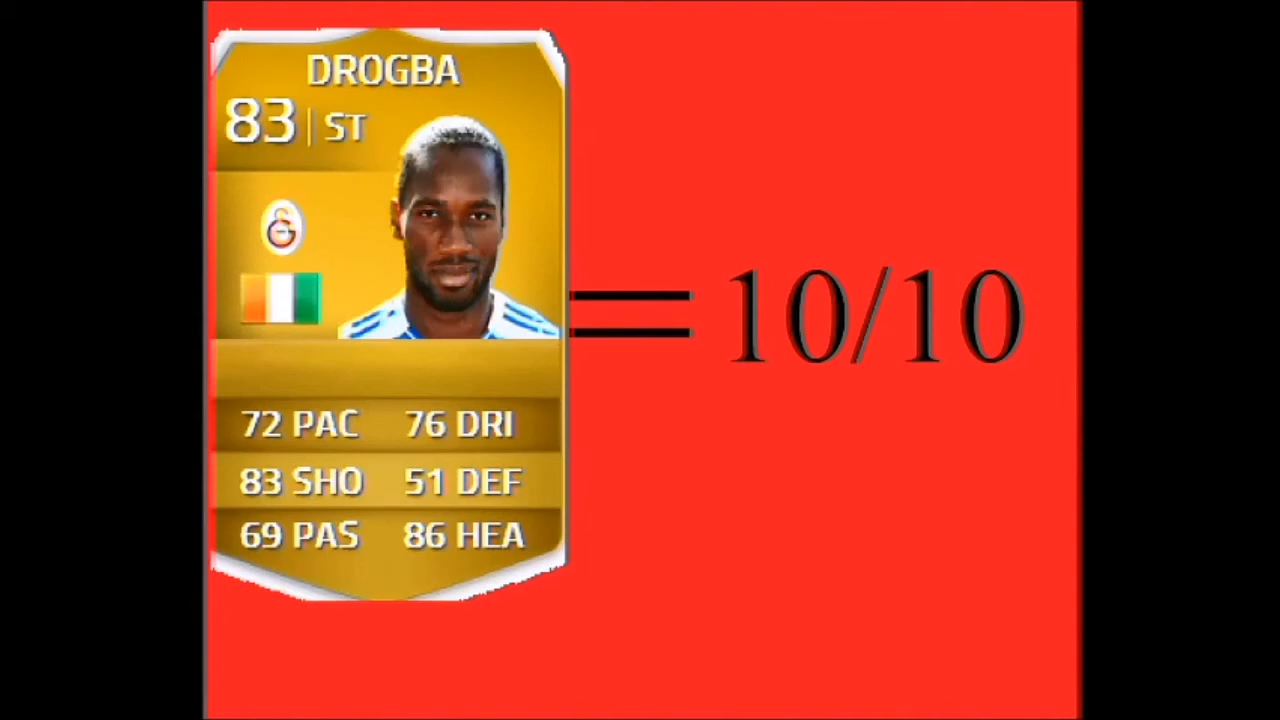 DROGBA
83 | ST
72 PAC 76 DRI
83 SHO 51 DEF
69 PAS 86 HEA
= 10/10